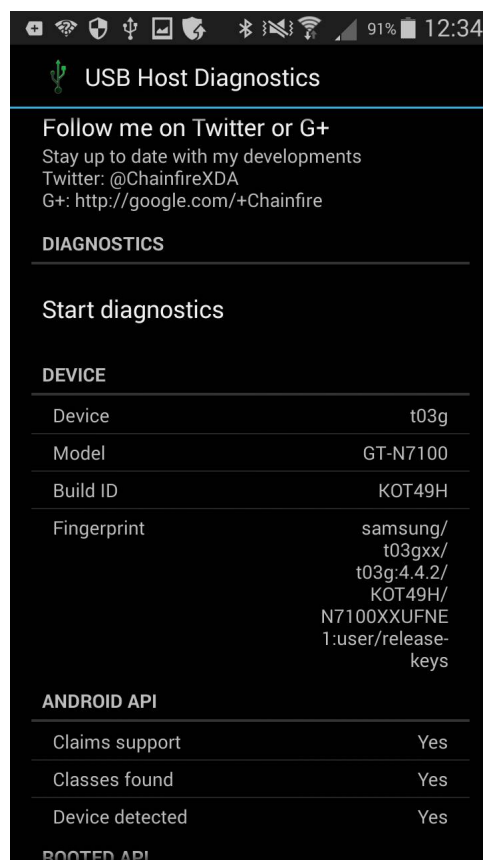 91% 12:34
USB Host Diagnostics
Follow me on Twitter or G+
Stay up to date with my developments
Twitter: @ChainfireXDA
G+: http://google.com/+Chainfire
DIAGNOSTICS
Start diagnostics
DEVICE
Device t03g
Model GT-N7100
Build ID KOT49H
Fingerprint samsung/
t03gxx/
t03g:4.4.2/
KOT49H/
N7100XXUFNE
1:user/release-
keys
ANDROID API
Claims support Yes
Classes found Yes
Device detected Yes
ROOTED API